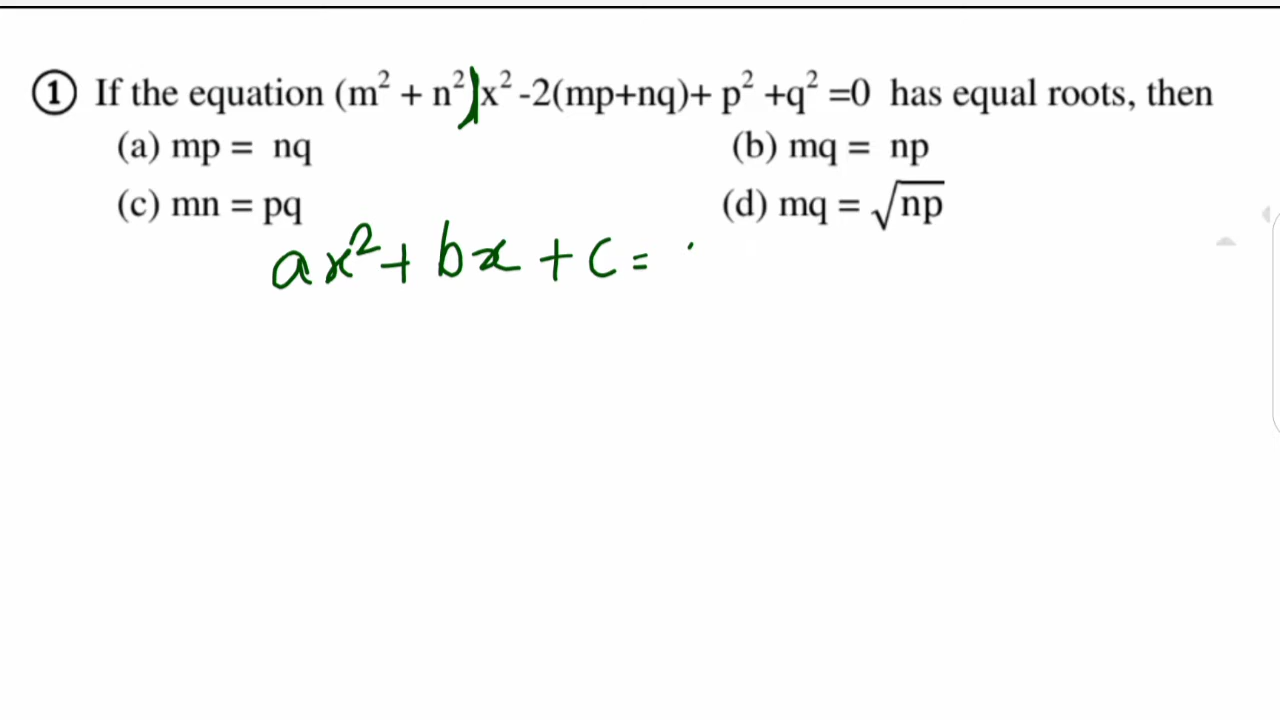 ① If the equation (m² + n²)x² -2(mp+nq)+ p² +q² =0 has equal roots, then
(a) mp = nq (b) mq = np
(c) mn = pq (d) mq = √np
ax² + bx + c =